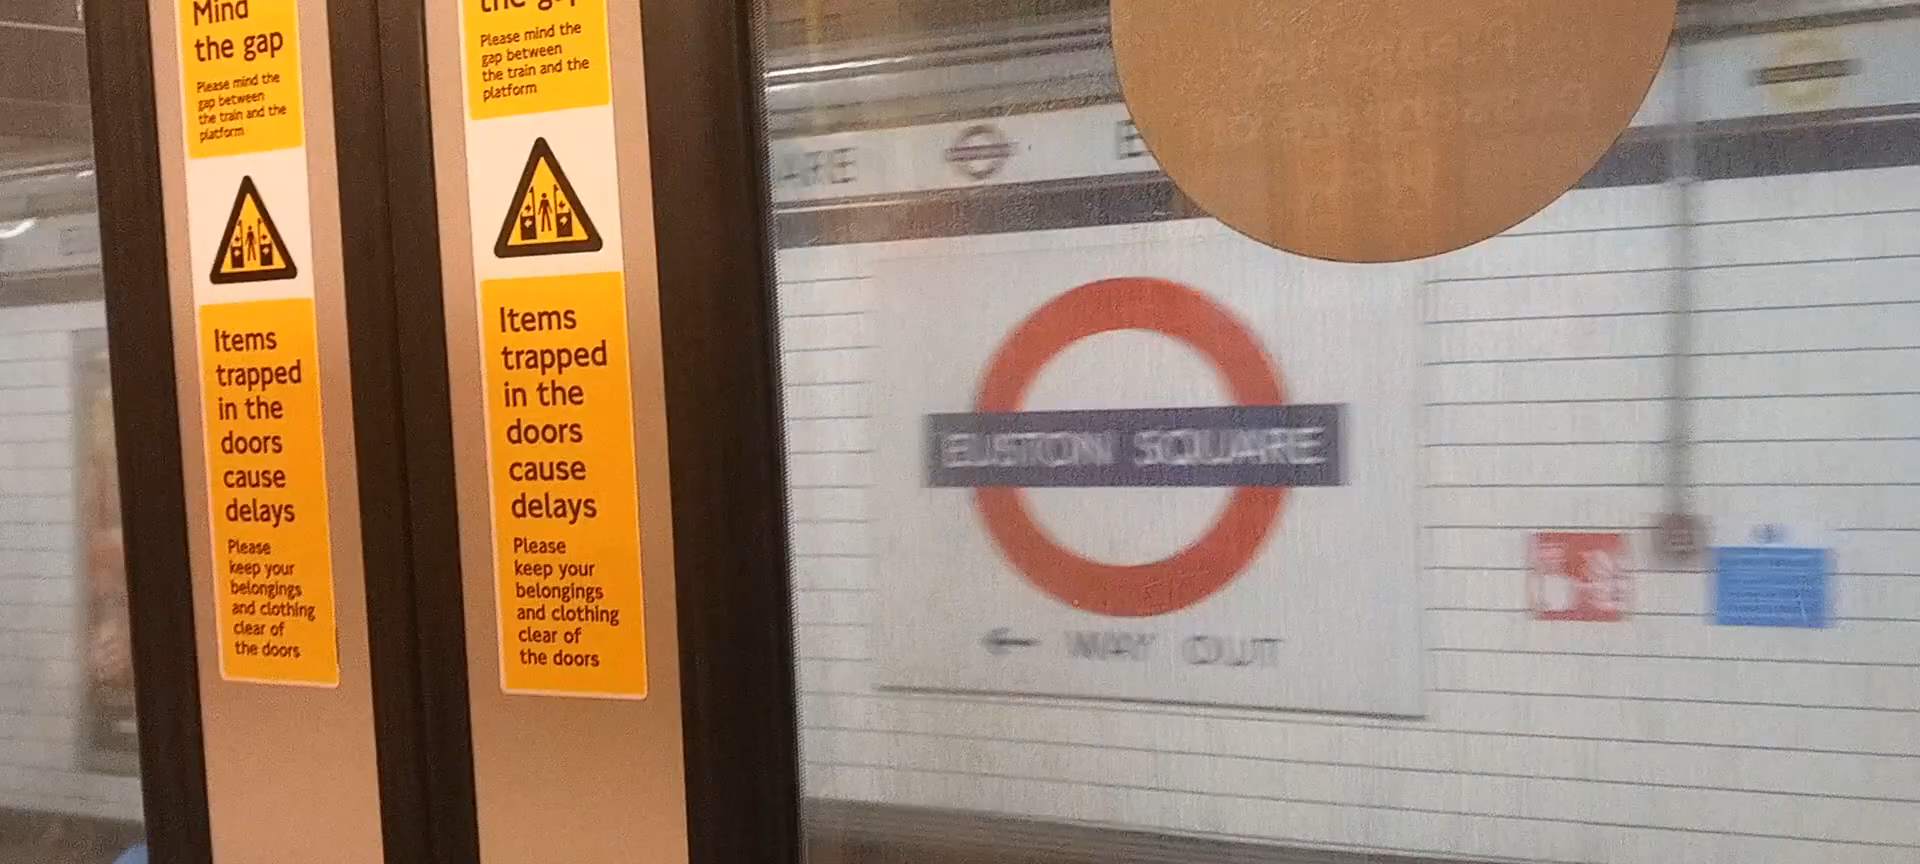 Mind
the gap
Please mind the
gap between
the train and the
platform
Items
trapped
in the
doors
cause
delays
Please
keep your
belongings
and clothing
clear of
the doors
the gap
Please mind the
gap between
the train and the
platform
Items
trapped
in the
doors
cause
delays
Please
keep your
belongings
and clothing
clear of
the doors
ARE E
EUSTON SQUARE
← WAY OUT